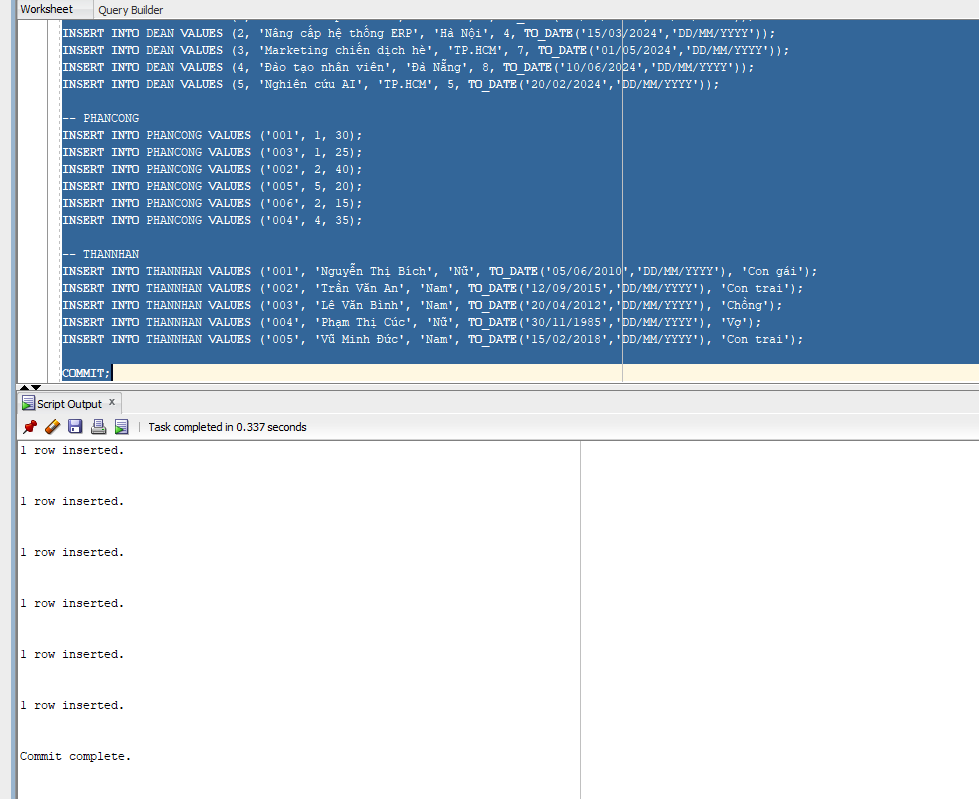 Worksheet Query Builder
INSERT INTO DEAN VALUES (2, 'Nâng cấp hệ thống ERP', 'Hà Nội', 4, TO_DATE('15/03/2024','DD/MM/YYYY'));
INSERT INTO DEAN VALUES (3, 'Marketing chiến dịch hè', 'TP.HCM', 7, TO_DATE('01/05/2024','DD/MM/YYYY'));
INSERT INTO DEAN VALUES (4, 'Đào tạo nhân viên', 'Đà Nẵng', 8, TO_DATE('10/06/2024','DD/MM/YYYY'));
INSERT INTO DEAN VALUES (5, 'Nghiên cứu AI', 'TP.HCM', 5, TO_DATE('20/02/2024','DD/MM/YYYY'));
-- PHANCONG
INSERT INTO PHANCONG VALUES ('001', 1, 30);
INSERT INTO PHANCONG VALUES ('003', 1, 25);
INSERT INTO PHANCONG VALUES ('002', 2, 40);
INSERT INTO PHANCONG VALUES ('005', 5, 20);
INSERT INTO PHANCONG VALUES ('006', 2, 15);
INSERT INTO PHANCONG VALUES ('004', 4, 35);
-- THANNHAN
INSERT INTO THANNHAN VALUES ('001', 'Nguyễn Thị Bích', 'Nữ', TO_DATE('05/06/2010','DD/MM/YYYY'), 'Con gái');
INSERT INTO THANNHAN VALUES ('002', 'Trần Văn An', 'Nam', TO_DATE('12/09/2015','DD/MM/YYYY'), 'Con trai');
INSERT INTO THANNHAN VALUES ('003', 'Lê Văn Bình', 'Nam', TO_DATE('20/04/2012','DD/MM/YYYY'), 'Chồng');
INSERT INTO THANNHAN VALUES ('004', 'Phạm Thị Cúc', 'Nữ', TO_DATE('30/11/1985','DD/MM/YYYY'), 'Vợ');
INSERT INTO THANNHAN VALUES ('005', 'Vũ Minh Đức', 'Nam', TO_DATE('15/02/2018','DD/MM/YYYY'), 'Con trai');
COMMIT;
Script Output x
Task completed in 0.337 seconds
1 row inserted.
1 row inserted.
1 row inserted.
1 row inserted.
1 row inserted.
1 row inserted.
Commit complete.